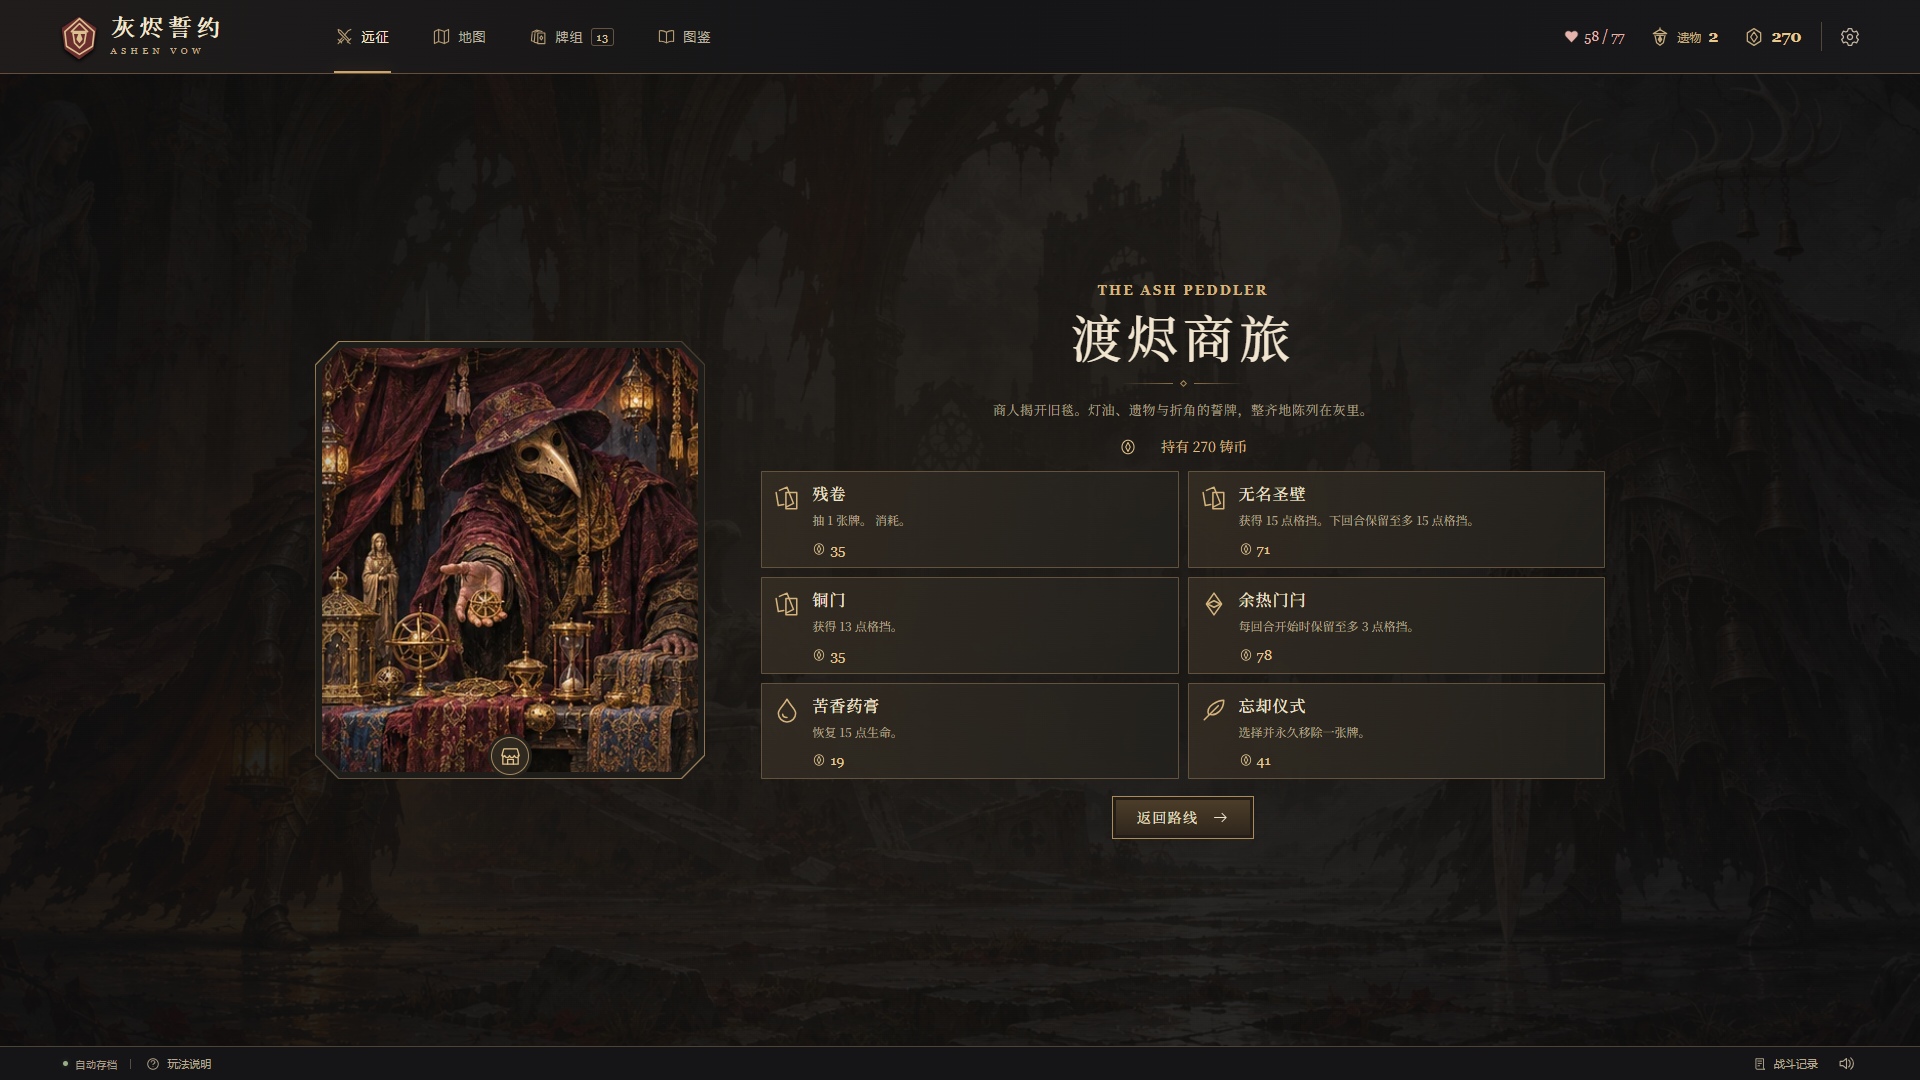 灰烬誓约
ASHEN VOW
远征
地图
牌组 13
图鉴
58 / 77
遗物 2
270
THE ASH PEDDLER
渡烬商旅
商人揭开旧毯。灯油、遗物与折角的誓牌，整齐地陈列在灰里。
持有 270 铸币
残卷
抽 1 张牌。 消耗。
35
无名圣壁
获得 15 点格挡。下回合保留至多 15 点格挡。
71
铜门
获得 13 点格挡。
35
余热门闩
每回合开始时保留至多 3 点格挡。
78
苦香药膏
恢复 15 点生命。
19
忘却仪式
选择并永久移除一张牌。
41
返回路线
自动存档
玩法说明
战斗记录